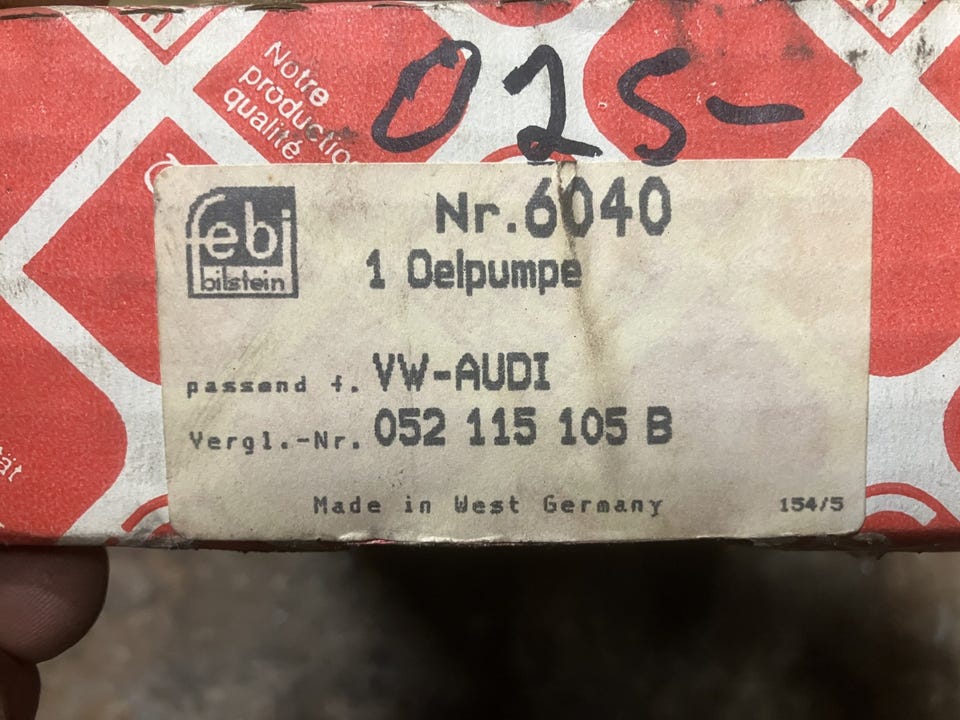 Notre
production
qualité
025-
febi
bilstein
Nr.6040
1 Oelpumpe
passend f. VW-AUDI
Vergl.-Nr. 052 115 105 B
Made in West Germany
154/5